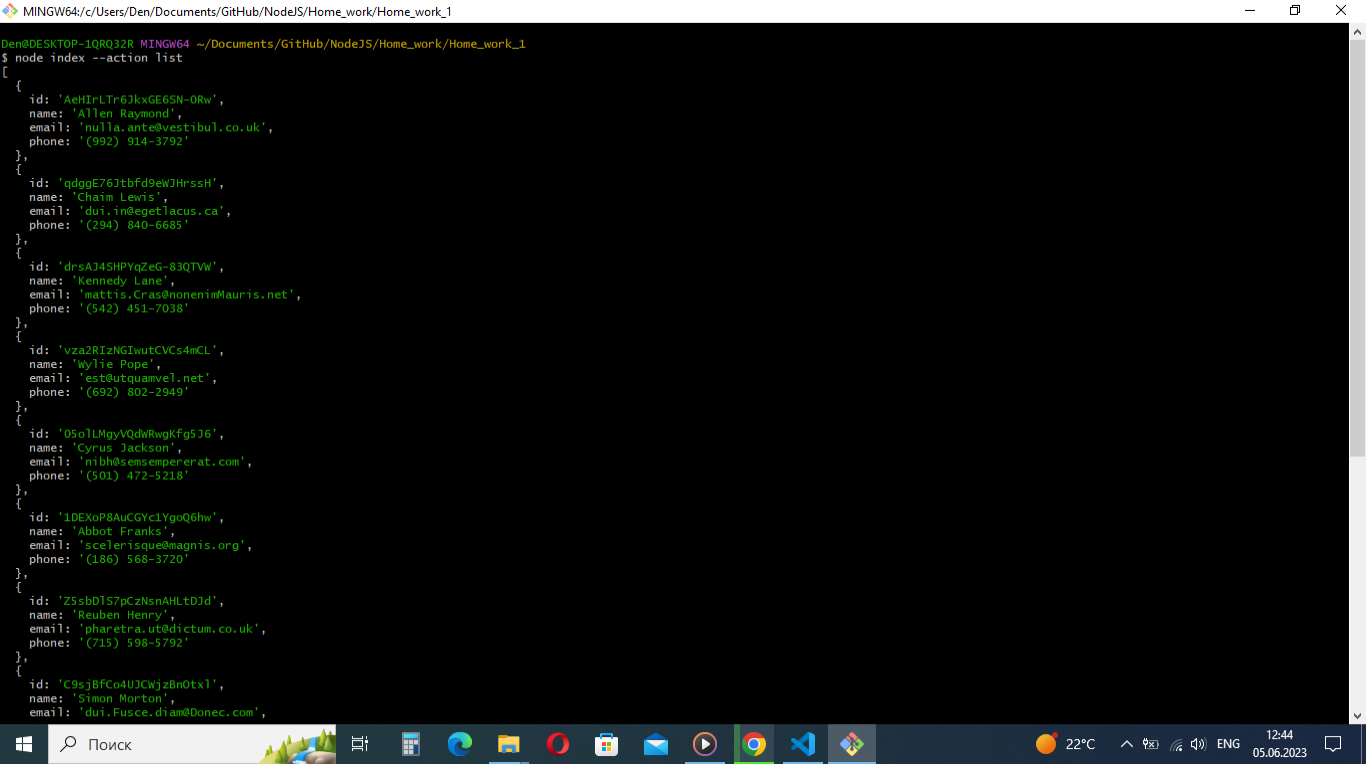 MINGW64:/c/Users/Den/Documents/GitHub/NodeJS/Home_work/Home_work_1
Den@DESKTOP-1QRQ32R MINGW64 ~/Documents/GitHub/NodeJS/Home_work/Home_work_1
$ node index --action list
[
  {
    id: 'AeHIrLTr6JkxGE6SN-0Rw',
    name: 'Allen Raymond',
    email: 'nulla.ante@vestibul.co.uk',
    phone: '(992) 914-3792'
  },
  {
    id: 'qdggE76Jtbfd9eWJHrssH',
    name: 'Chaim Lewis',
    email: 'dui.in@egetlacus.ca',
    phone: '(294) 840-6685'
  },
  {
    id: 'drsAJ4SHPYqZeG-83QTVW',
    name: 'Kennedy Lane',
    email: 'mattis.Cras@nonenimMauris.net',
    phone: '(542) 451-7038'
  },
  {
    id: 'vza2RIzNGIwutCVCs4mCL',
    name: 'Wylie Pope',
    email: 'est@utquamvel.net',
    phone: '(692) 802-2949'
  },
  {
    id: '05olLMgyVQdWRwgKfg5J6',
    name: 'Cyrus Jackson',
    email: 'nibh@semsempererat.com',
    phone: '(501) 472-5218'
  },
  {
    id: '1DEXoP8AuCGYc1YgoQ6hw',
    name: 'Abbot Franks',
    email: 'scelerisque@magnis.org',
    phone: '(186) 568-3720'
  },
  {
    id: 'Z5sbDlS7pCzNsnAHLtDJd',
    name: 'Reuben Henry',
    email: 'pharetra.ut@dictum.co.uk',
    phone: '(715) 598-5792'
  },
  {
    id: 'C9sjBfCo4UJCWjzBnOtxl',
    name: 'Simon Morton',
    email: 'dui.Fusce.diam@Donec.com',
Поиск
22°C
ENG
12:44
05.06.2023